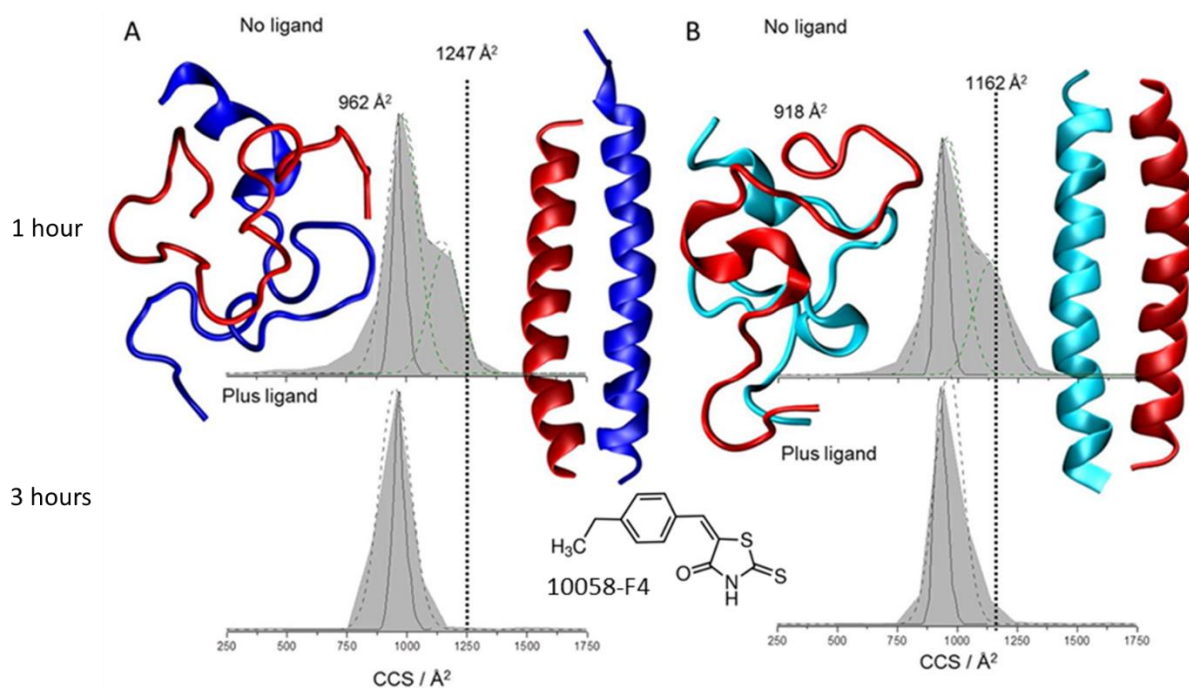 A
No ligand
1247 Å²
962 Å²
1 hour
Plus ligand
3 hours
250 750 1000 1250 1500 1750
CCS / Å²
B
No ligand
1162 Å²
918 Å²
Plus ligand
250 500 750 1000 1250 1500 1750
CCS / Å²
H₃C
S
O
N
H
S
10058-F4